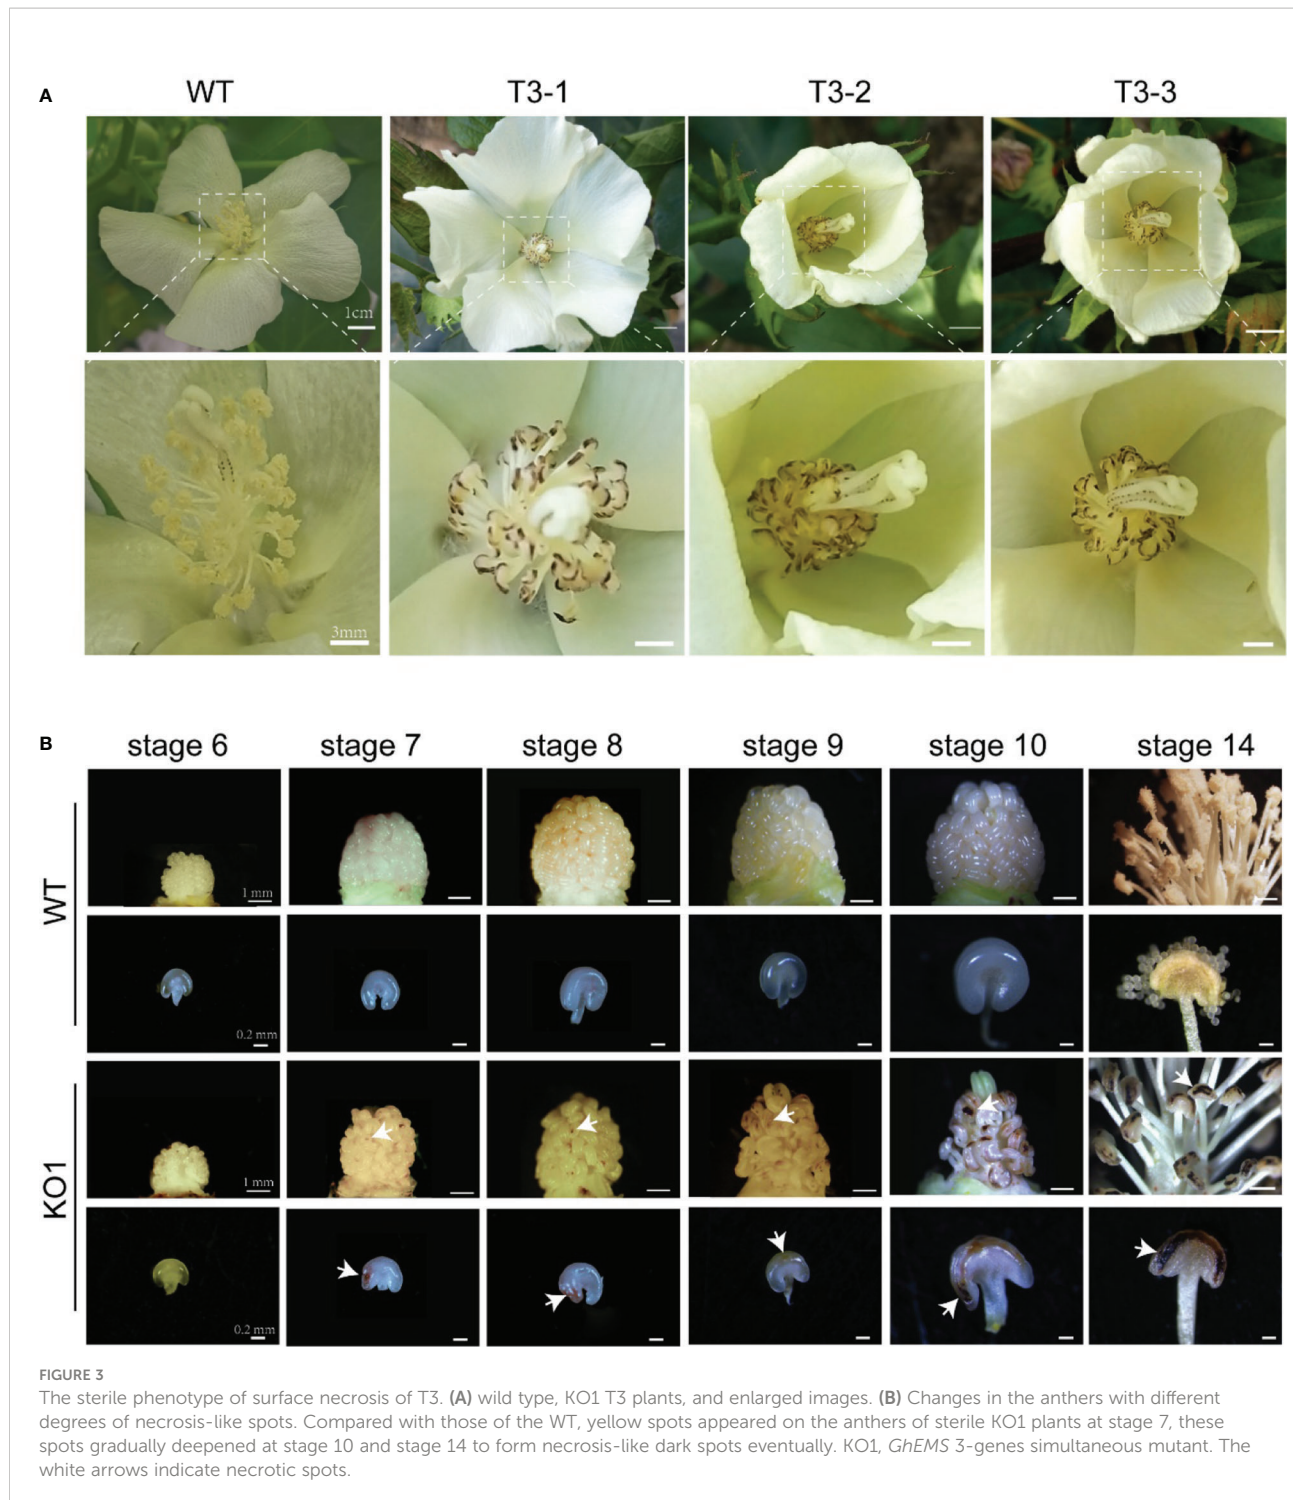 A
WT T3-1 T3-2 T3-3
1cm
3mm
B
stage 6 stage 7 stage 8 stage 9 stage 10 stage 14
WT
1 mm
0.2 mm
KO1
1 mm
0.2 mm
FIGURE 3
The sterile phenotype of surface necrosis of T3. (A) wild type, KO1 T3 plants, and enlarged images. (B) Changes in the anthers with different
degrees of necrosis-like spots. Compared with those of the WT, yellow spots appeared on the anthers of sterile KO1 plants at stage 7, these
spots gradually deepened at stage 10 and stage 14 to form necrosis-like dark spots eventually. KO1, GhEMS 3-genes simultaneous mutant. The
white arrows indicate necrotic spots.